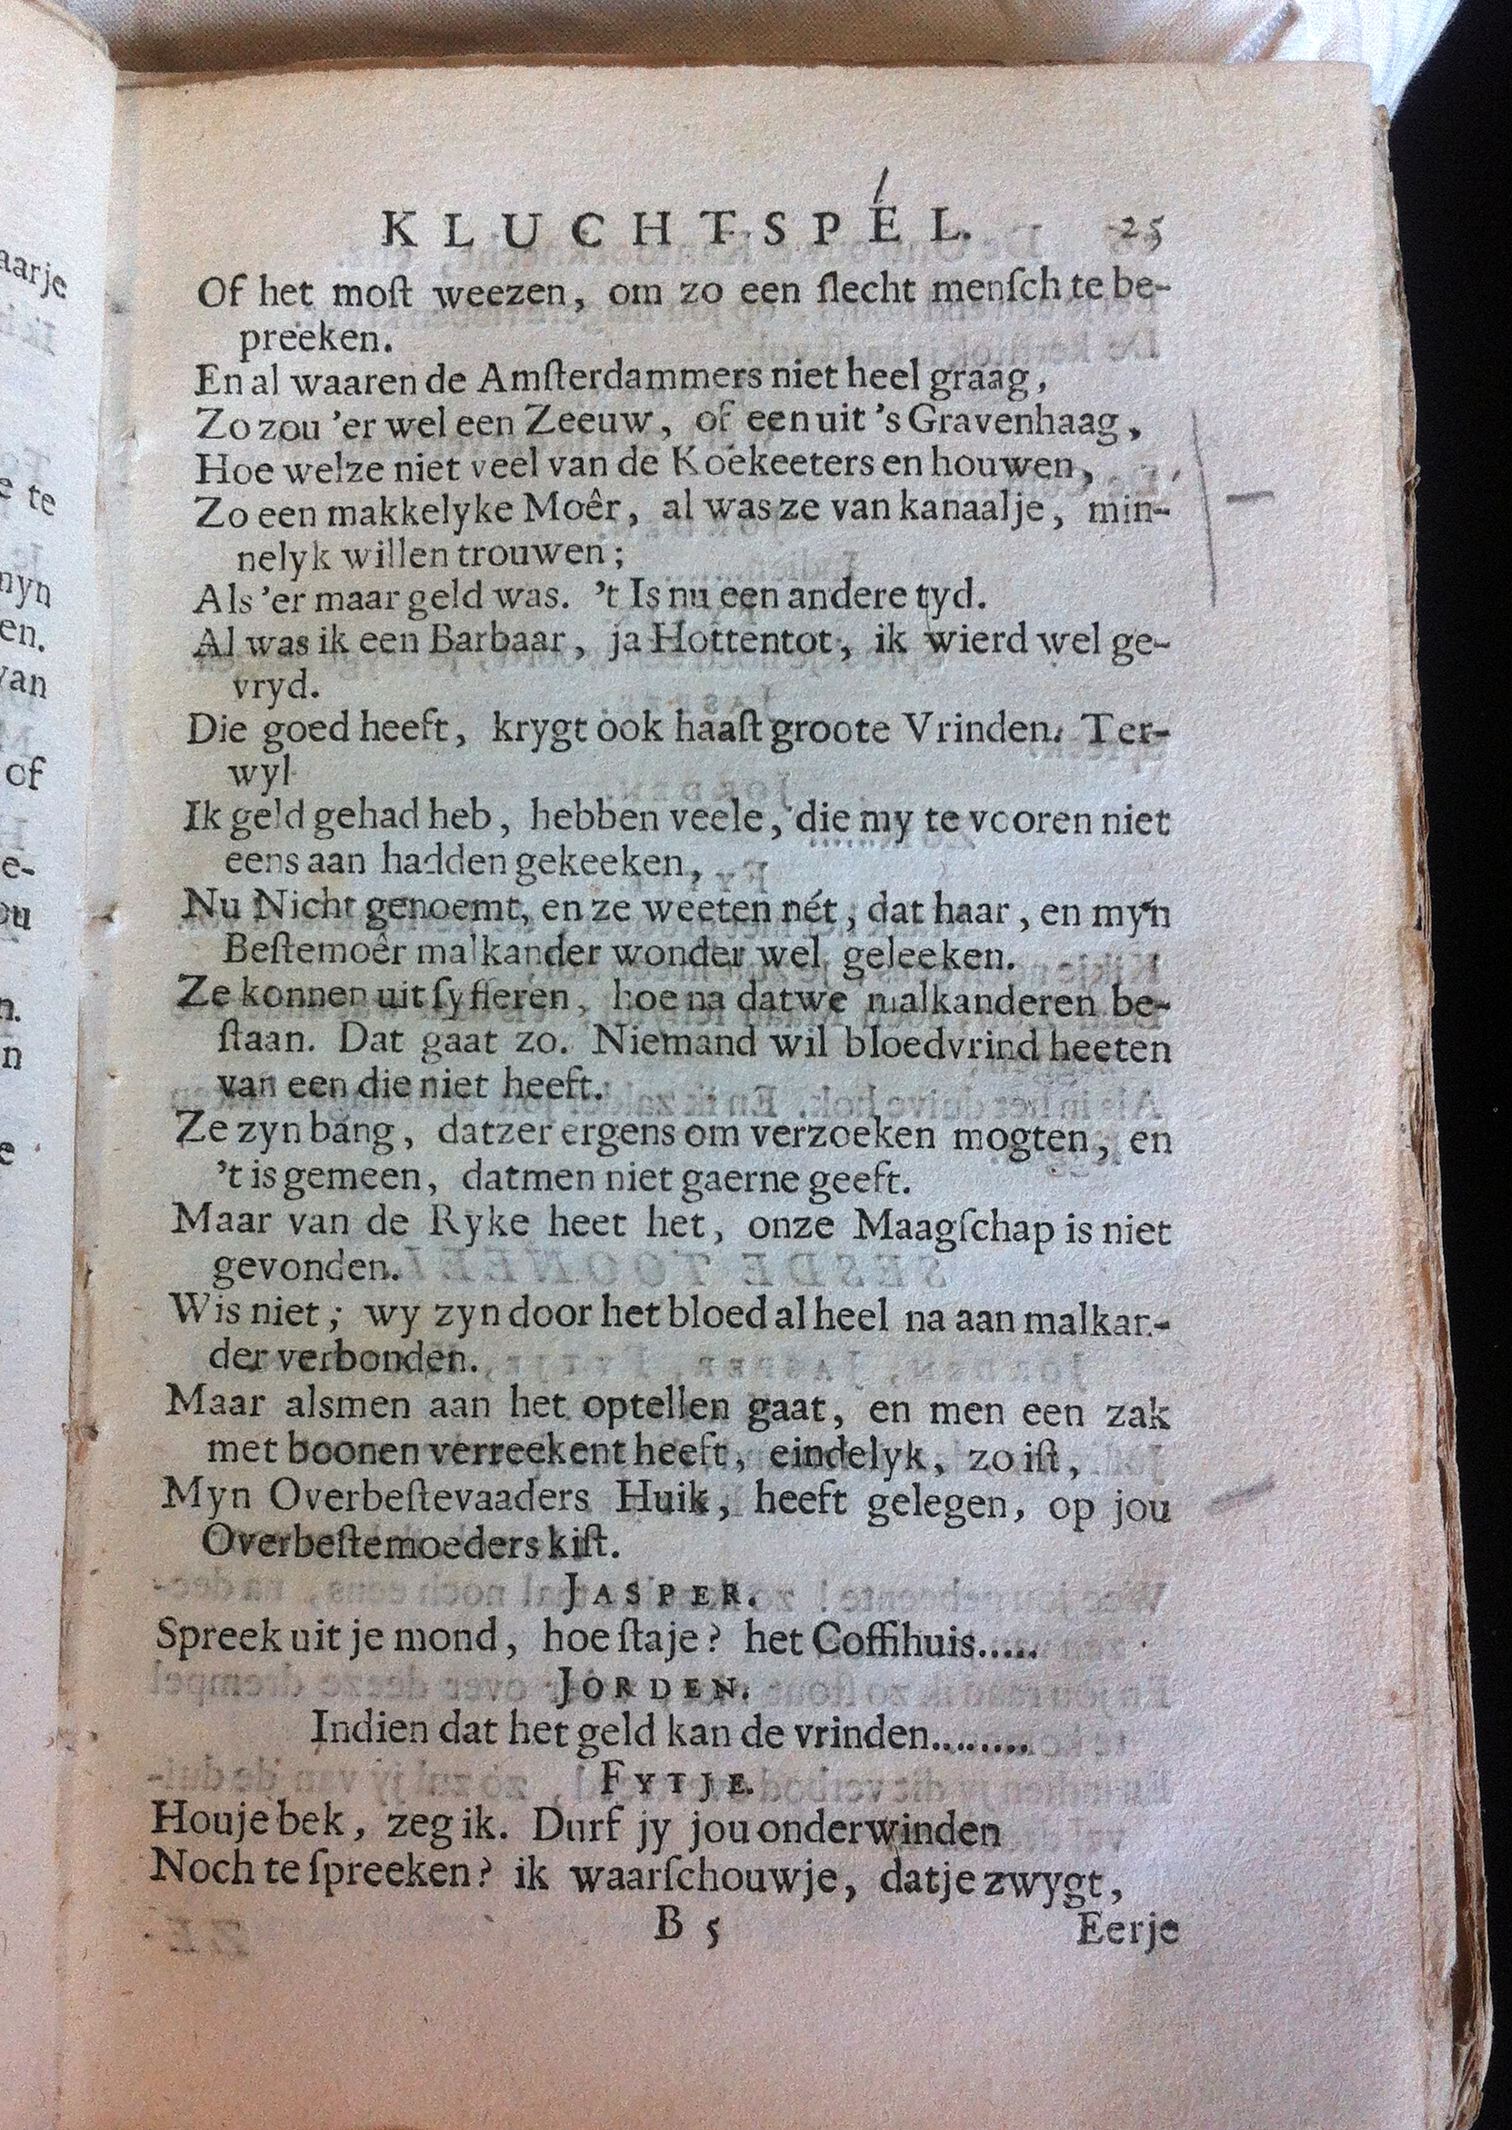 KLUCHTSPEL. 25
Of het moſt weezen, om zo een ſlecht menſch te be-
preeken.
En al waaren de Amſterdammers niet heel graag,
Zo zou 'er wel een Zeeuw, of een uit 's Gravenhaag,
Hoe welze niet veel van de Koekeeters en houwen,
Zo een makkelyke Moêr, al was ze van kanaalje, min-
nelyk willen trouwen;
Als 'er maar geld was. 't Is nu een andere tyd.
Al was ik een Barbaar, ja Hottentot, ik wierd wel ge-
vryd.
Die goed heeft, krygt ook haaſt groote Vrinden. Ter-
wyl
Ik geld gehad heb, hebben veele, die my te vooren niet
eens aan hadden gekeeken,
Nu Nicht genoemt, en ze weeten nét, dat haar, en myn
Beſtemoêr malkander wonder wel geleeken.
Ze konnen uit ſyfieren, hoe na dat we malkanderen be-
ſtaan. Dat gaat zo. Niemand wil bloedvrind heeten
van een die niet heeft.
Ze zyn bang, datzer ergens om verzoeken mogten, en
't is gemeen, datmen niet gaerne geeft.
Maar van de Ryke heet het, onze Maagſchap is niet
gevonden.
Wis niet; wy zyn door het bloed al heel na aan malkan-
der verbonden.
Maar alsmen aan het optellen gaat, en men een zak
met boonen verreekent heeft, eindelyk, zo iſt,
Myn Overbeſtevaaders Huik, heeft gelegen, op jou
Overbeſtemoeders kiſt.
JASPER.
Spreek uit je mond, hoe ſtaje? het Coffihuis.....
JORDEN.
Indien dat het geld kan de vrinden........
FYTJE.
Houje bek, zeg ik. Durf jy jou onderwinden
Noch te ſpreeken? ik waarſchouwje, datje zwygt,
B 5 Eerje
aarje
te
myn
en.
van
of
e-
ou
n.
n
e